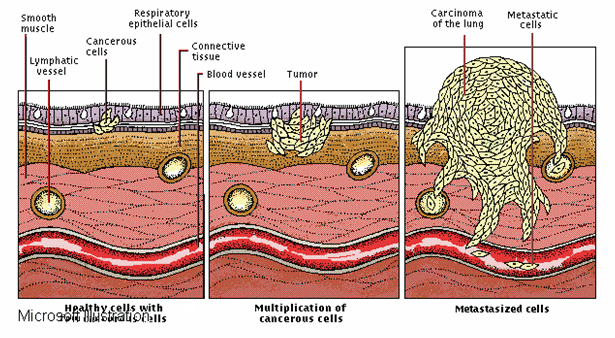 Smooth
muscle
Lymphatic
vessel
Cancerous
cells
Respiratory
epithelial cells
Connective
tissue
Blood vessel
Tumor
Carcinoma
of the lung
Metastatic
cells
Healthy cells with
cells
Microsoft Illustration
Multiplication of
cancerous cells
Metastasized cells